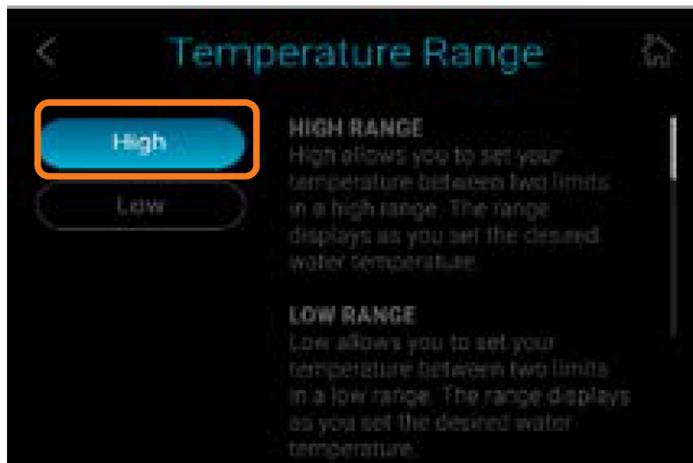 Temperature Range
High
Low
HIGH RANGE
High allows you to set your
temperature between two limits
in a high range. The range
displays as you set the desired
water temperature.
LOW RANGE
Low allows you to set your
temperature between two limits
in a low range. The range displays
as you set the desired water
temperature.